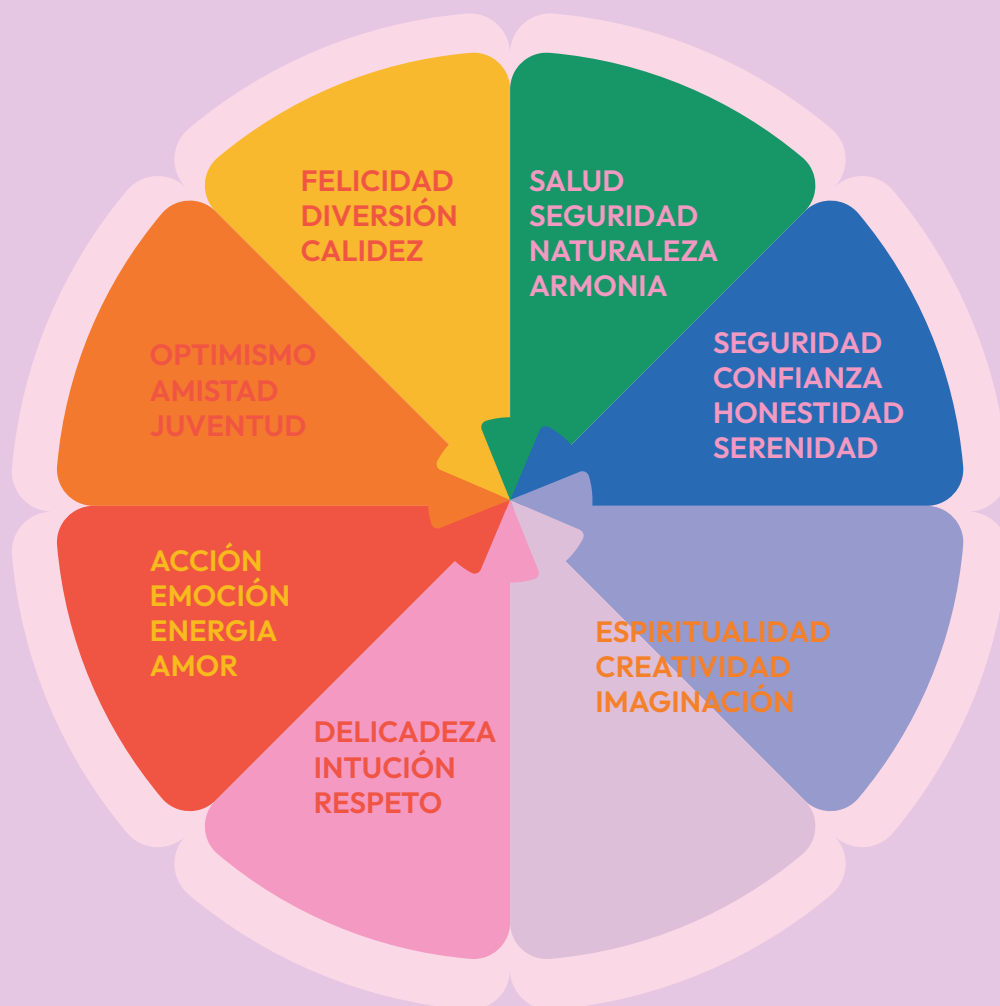 FELICIDAD
DIVERSIÓN
CALIDEZ
SALUD
SEGURIDAD
NATURALEZA
ARMONIA
OPTIMISMO
AMISTAD
JUVENTUD
SEGURIDAD
CONFIANZA
HONESTIDAD
SERENIDAD
ACCIÓN
EMOCIÓN
ENERGIA
AMOR
ESPIRITUALIDAD
CREATIVIDAD
IMAGINACIÓN
DELICADEZA
INTUCIÓN
RESPETO